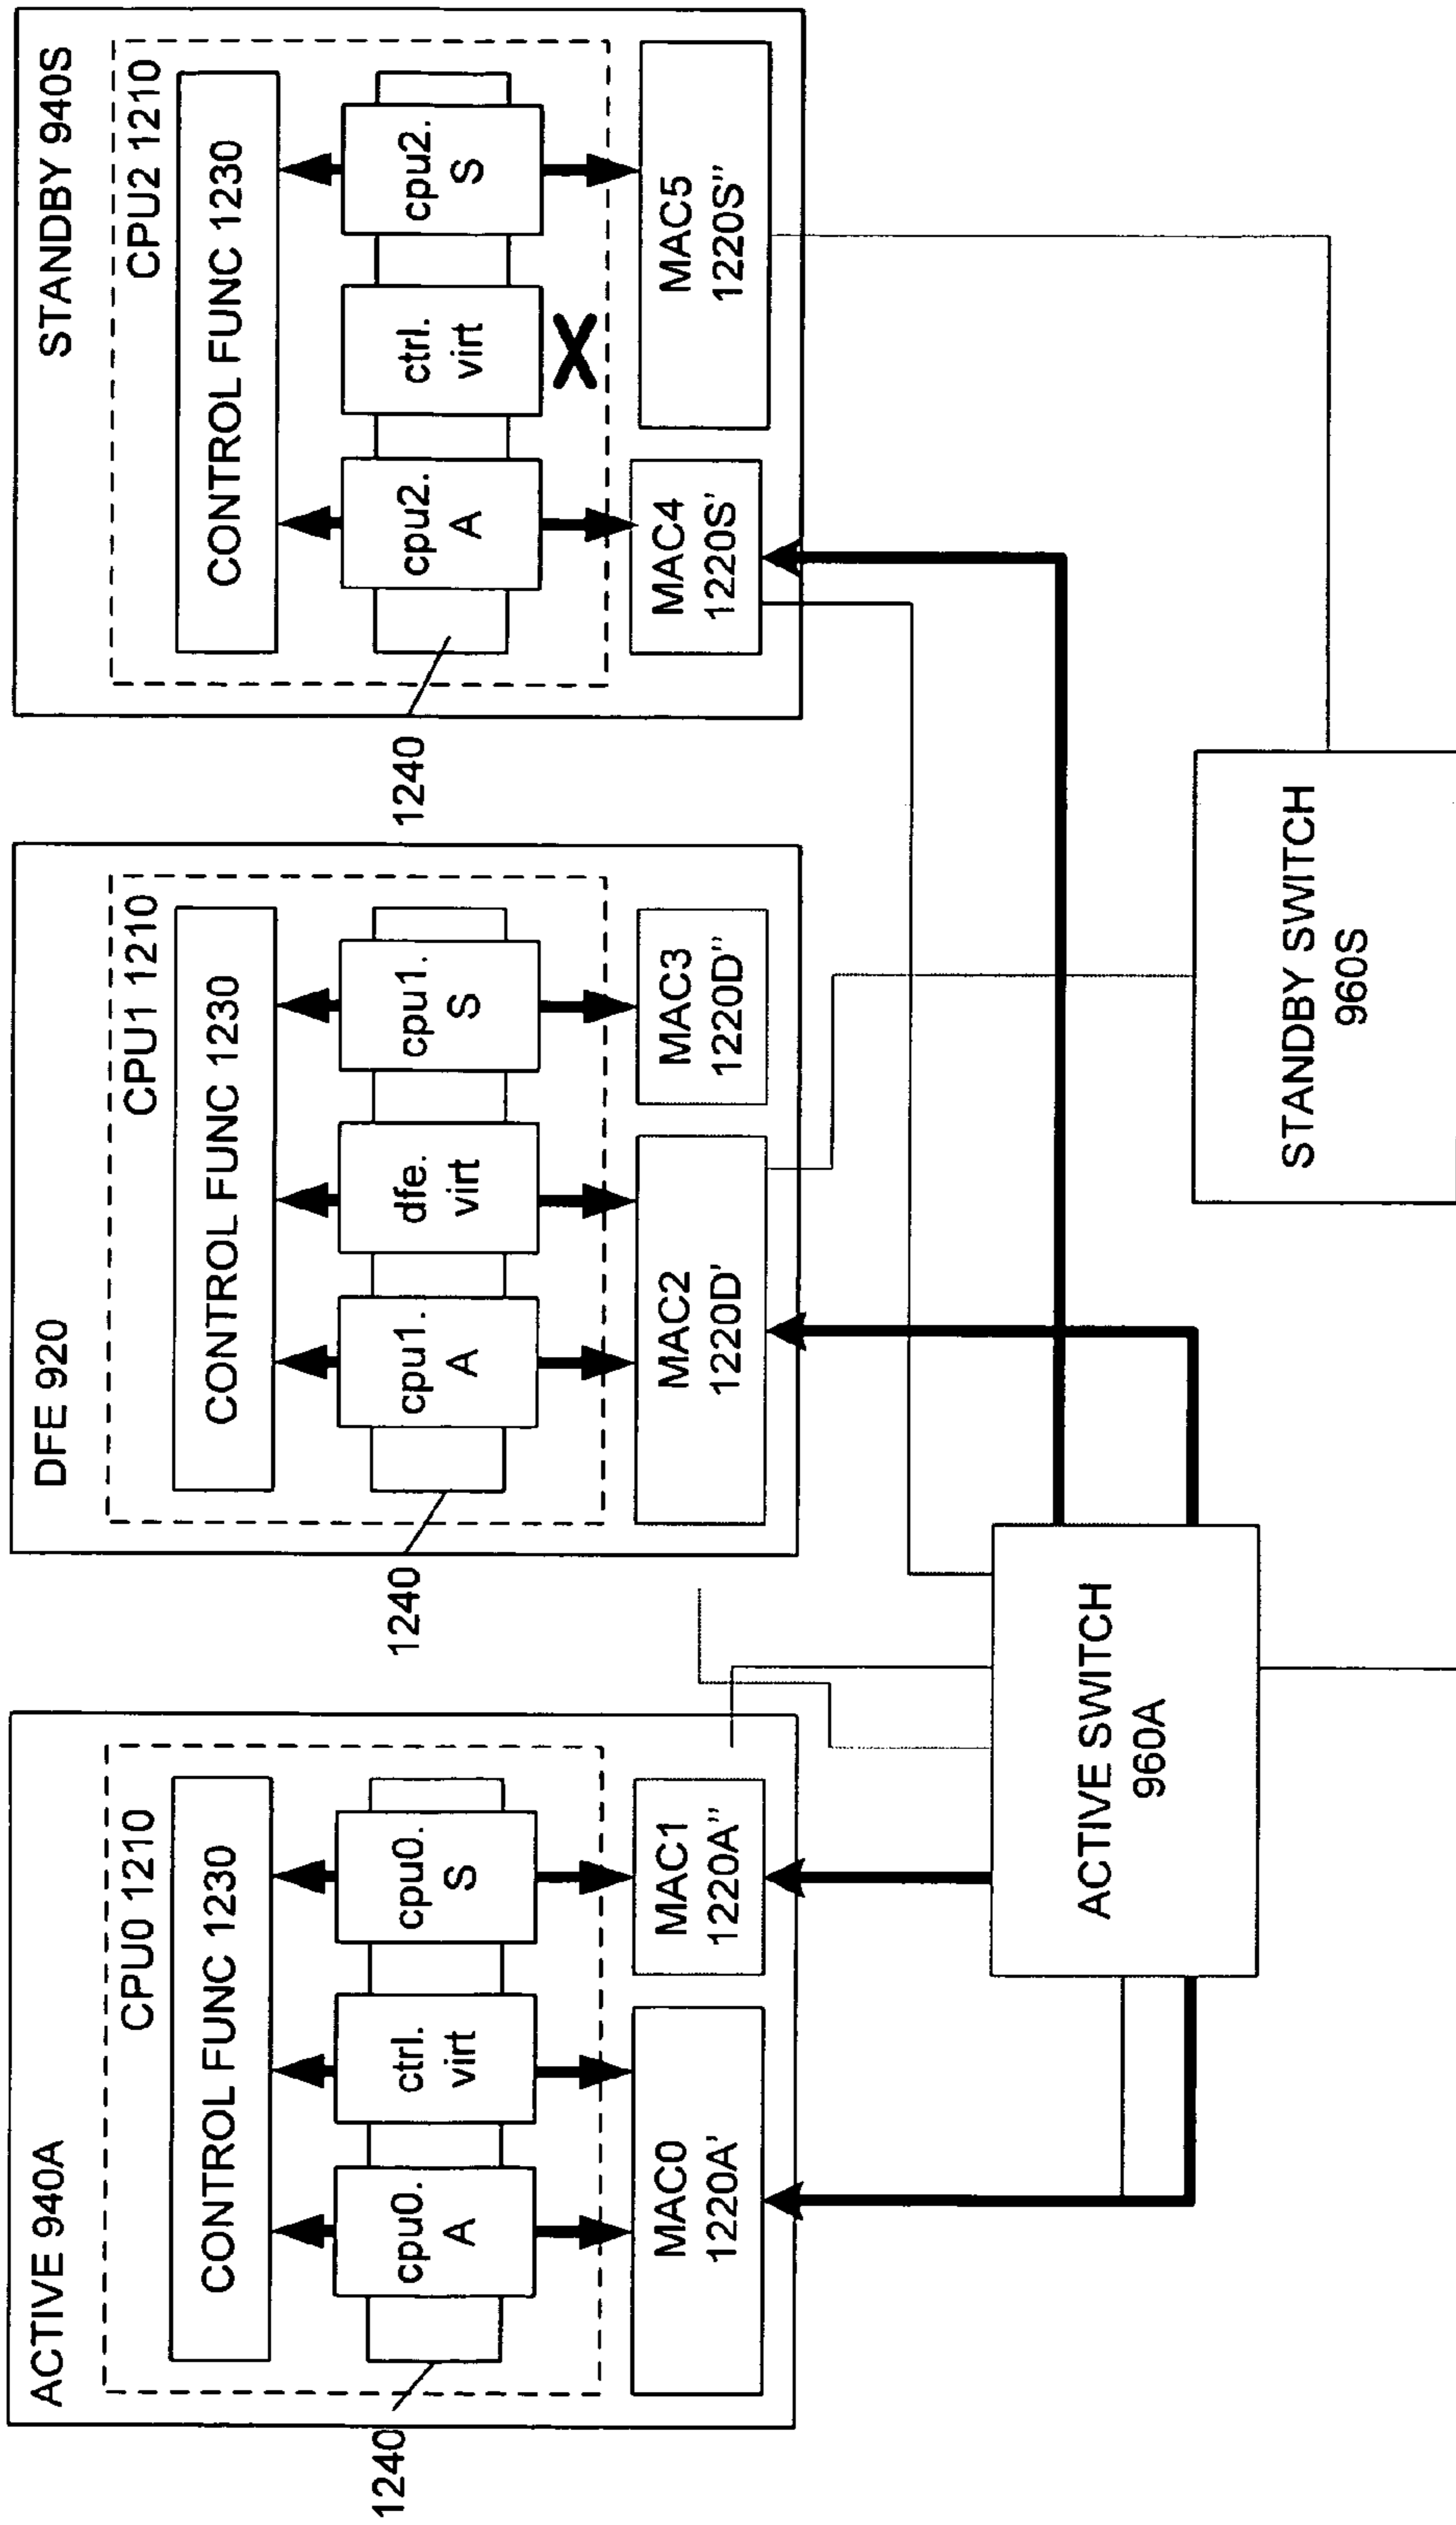 ACTIVE 940A
CPU0 1210
CONTROL FUNC 1230
cpu0.
A
ctrl.
virt
cpu0.
S
1240
MAC0
1220A'
MAC1
1220A"
DFE 920
CPU1 1210
CONTROL FUNC 1230
cpu1.
A
dfe.
virt
cpu1.
S
1240
MAC2
1220D'
MAC3
1220D"
STANDBY 940S
CPU2 1210
CONTROL FUNC 1230
cpu2.
A
ctrl.
virt
X
cpu2.
S
1240
MAC4
1220S'
MAC5
1220S"
ACTIVE SWITCH
960A
STANDBY SWITCH
960S